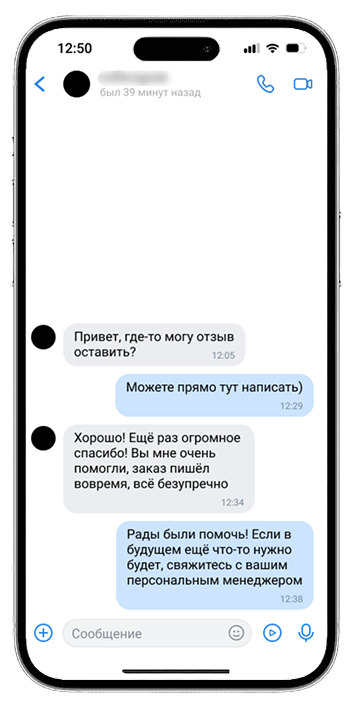 12:50
был 39 минут назад
Привет, где-то могу отзыв
оставить?
12:05
Можете прямо тут написать)
12:29
Хорошо! Ещё раз огромное
спасибо! Вы мне очень
помогли, заказ пишёл
вовремя, всё безупречно
12:34
Рады были помочь! Если в
будущем ещё что-то нужно
будет, свяжитесь с вашим
персональным менеджером
12:38
Сообщение